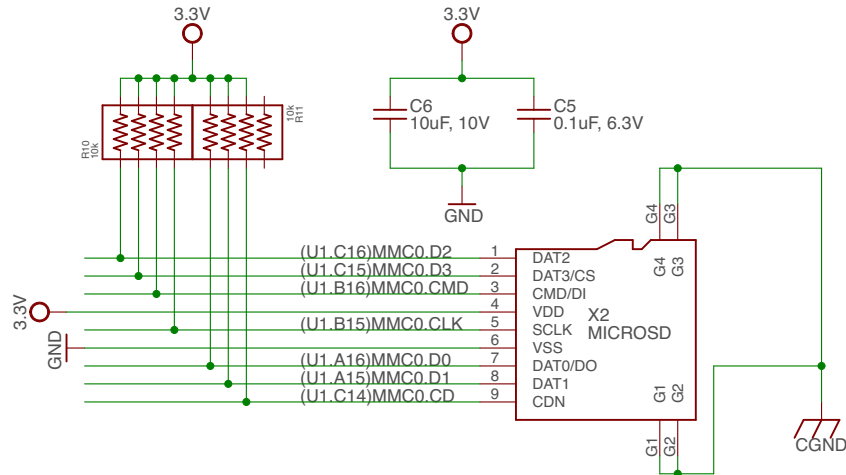 3.3V
3.3V
R10
10k
10k
R11
C6
10uF, 10V
C5
0.1uF, 6.3V
GND
G4
G3
G4
G3
(U1.C16)MMC0.D2
1
DAT2
(U1.C15)MMC0.D3
2
DAT3/CS
(U1.B16)MMC0.CMD
3
CMD/DI
3.3V
4
VDD
(U1.B15)MMC0.CLK
5
SCLK
GND
6
VSS
(U1.A16)MMC0.D0
7
DAT0/DO
(U1.A15)MMC0.D1
8
DAT1
(U1.C14)MMC0.CD
9
CDN
X2
MICROSD
G1
G2
G1
G2
CGND